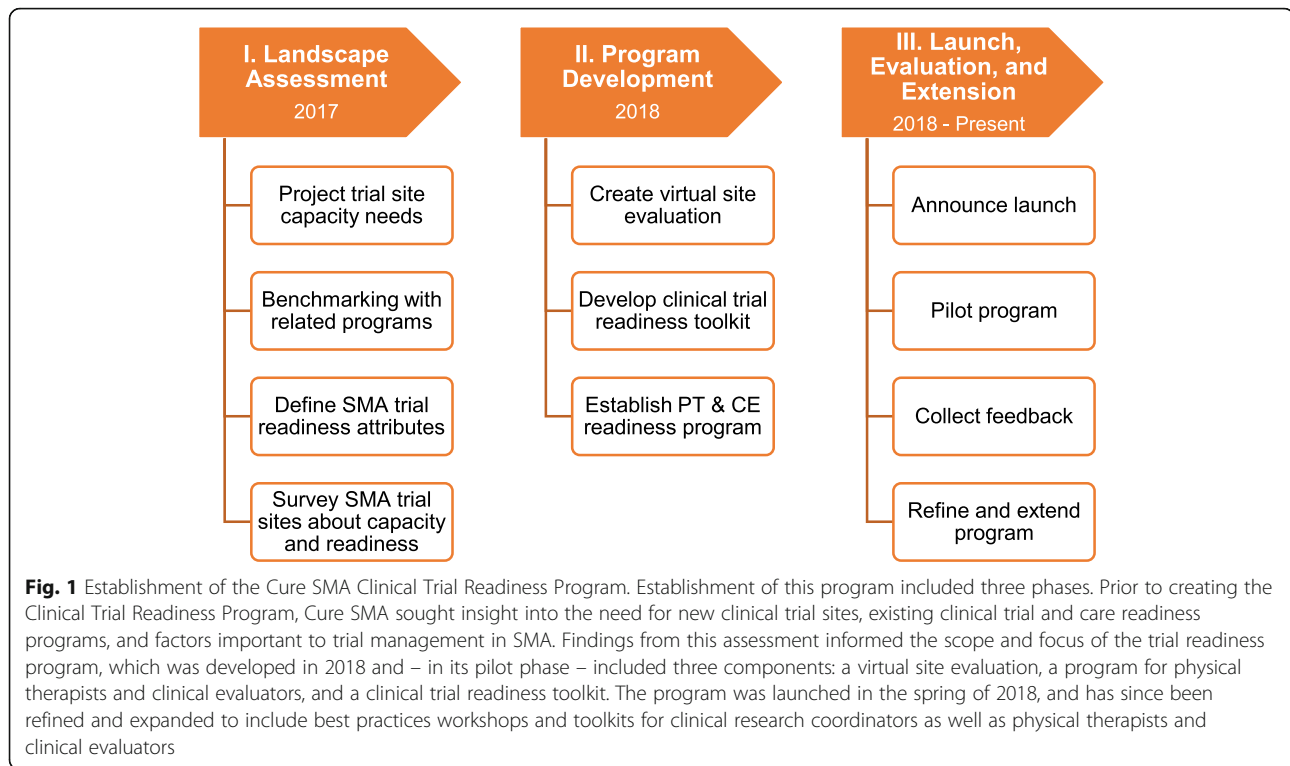 I. Landscape
Assessment
2017
Project trial site
capacity needs
Benchmarking with
related programs
Define SMA trial
readiness attributes
Survey SMA trial
sites about capacity
and readiness
II. Program
Development
2018
Create virtual site
evaluation
Develop clinical trial
readiness toolkit
Establish PT & CE
readiness program
III. Launch,
Evaluation, and
Extension
2018 - Present
Announce launch
Pilot program
Collect feedback
Refine and extend
program
Fig. 1 Establishment of the Cure SMA Clinical Trial Readiness Program. Establishment of this program included three phases. Prior to creating the
Clinical Trial Readiness Program, Cure SMA sought insight into the need for new clinical trial sites, existing clinical trial and care readiness
programs, and factors important to trial management in SMA. Findings from this assessment informed the scope and focus of the trial readiness
program, which was developed in 2018 and – in its pilot phase – included three components: a virtual site evaluation, a program for physical
therapists and clinical evaluators, and a clinical trial readiness toolkit. The program was launched in the spring of 2018, and has since been
refined and expanded to include best practices workshops and toolkits for clinical research coordinators as well as physical therapists and
clinical evaluators